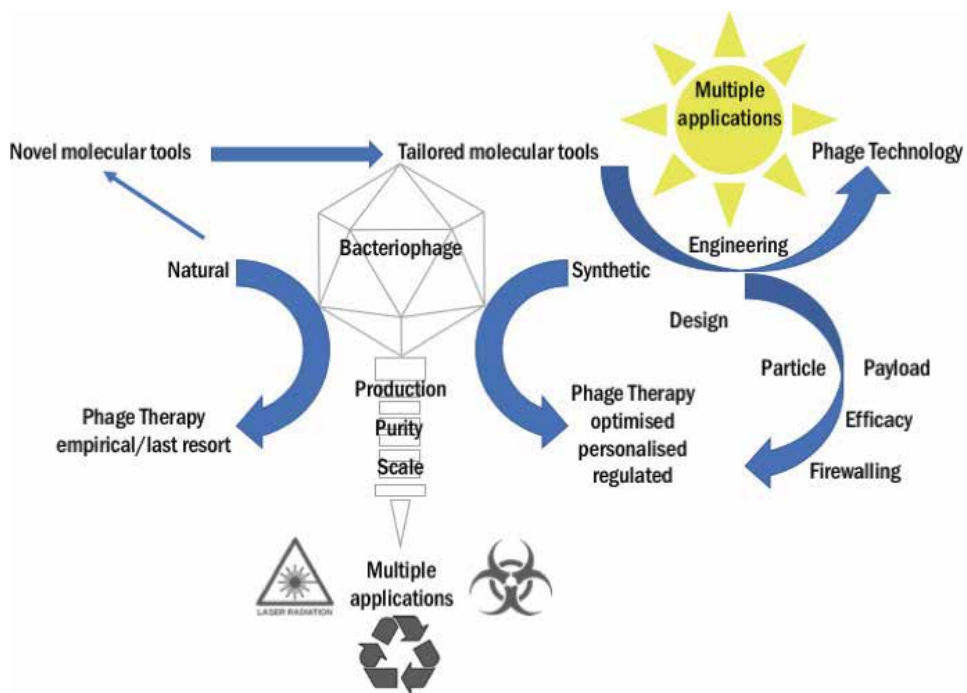 Multiple
applications
Novel molecular tools
Tailored molecular tools
Phage Technology
Bacteriophage
Engineering
Natural
Synthetic
Design
Production
Particle
Payload
Phage Therapy
empirical/last resort
Purity
Phage Therapy
optimised
personalised
regulated
Efficacy
Scale
Firewalling
Multiple
applications
LASER RADIATION